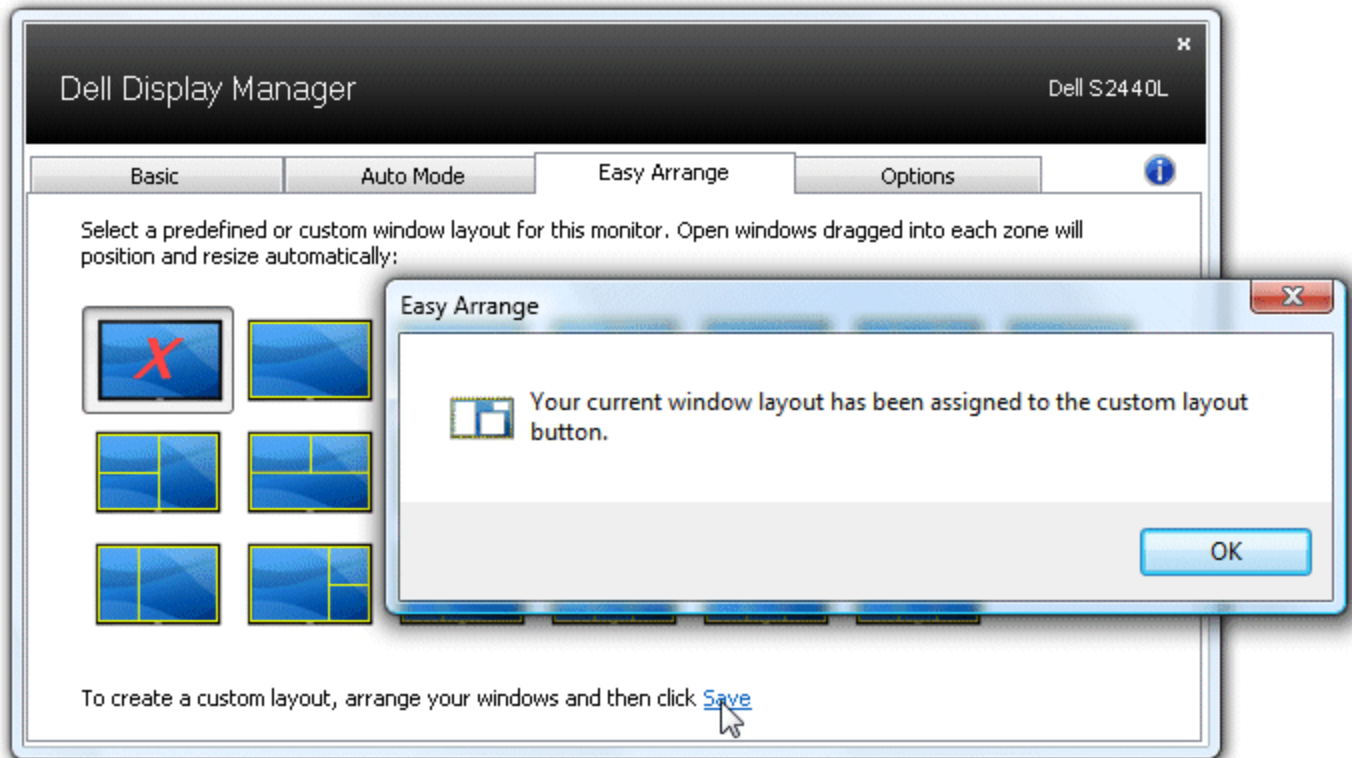 Dell Display Manager
Dell S2440L
Basic
Auto Mode
Easy Arrange
Options
Select a predefined or custom window layout for this monitor. Open windows dragged into each zone will
position and resize automatically:
Easy Arrange
Your current window layout has been assigned to the custom layout
button.
OK
To create a custom layout, arrange your windows and then click Save